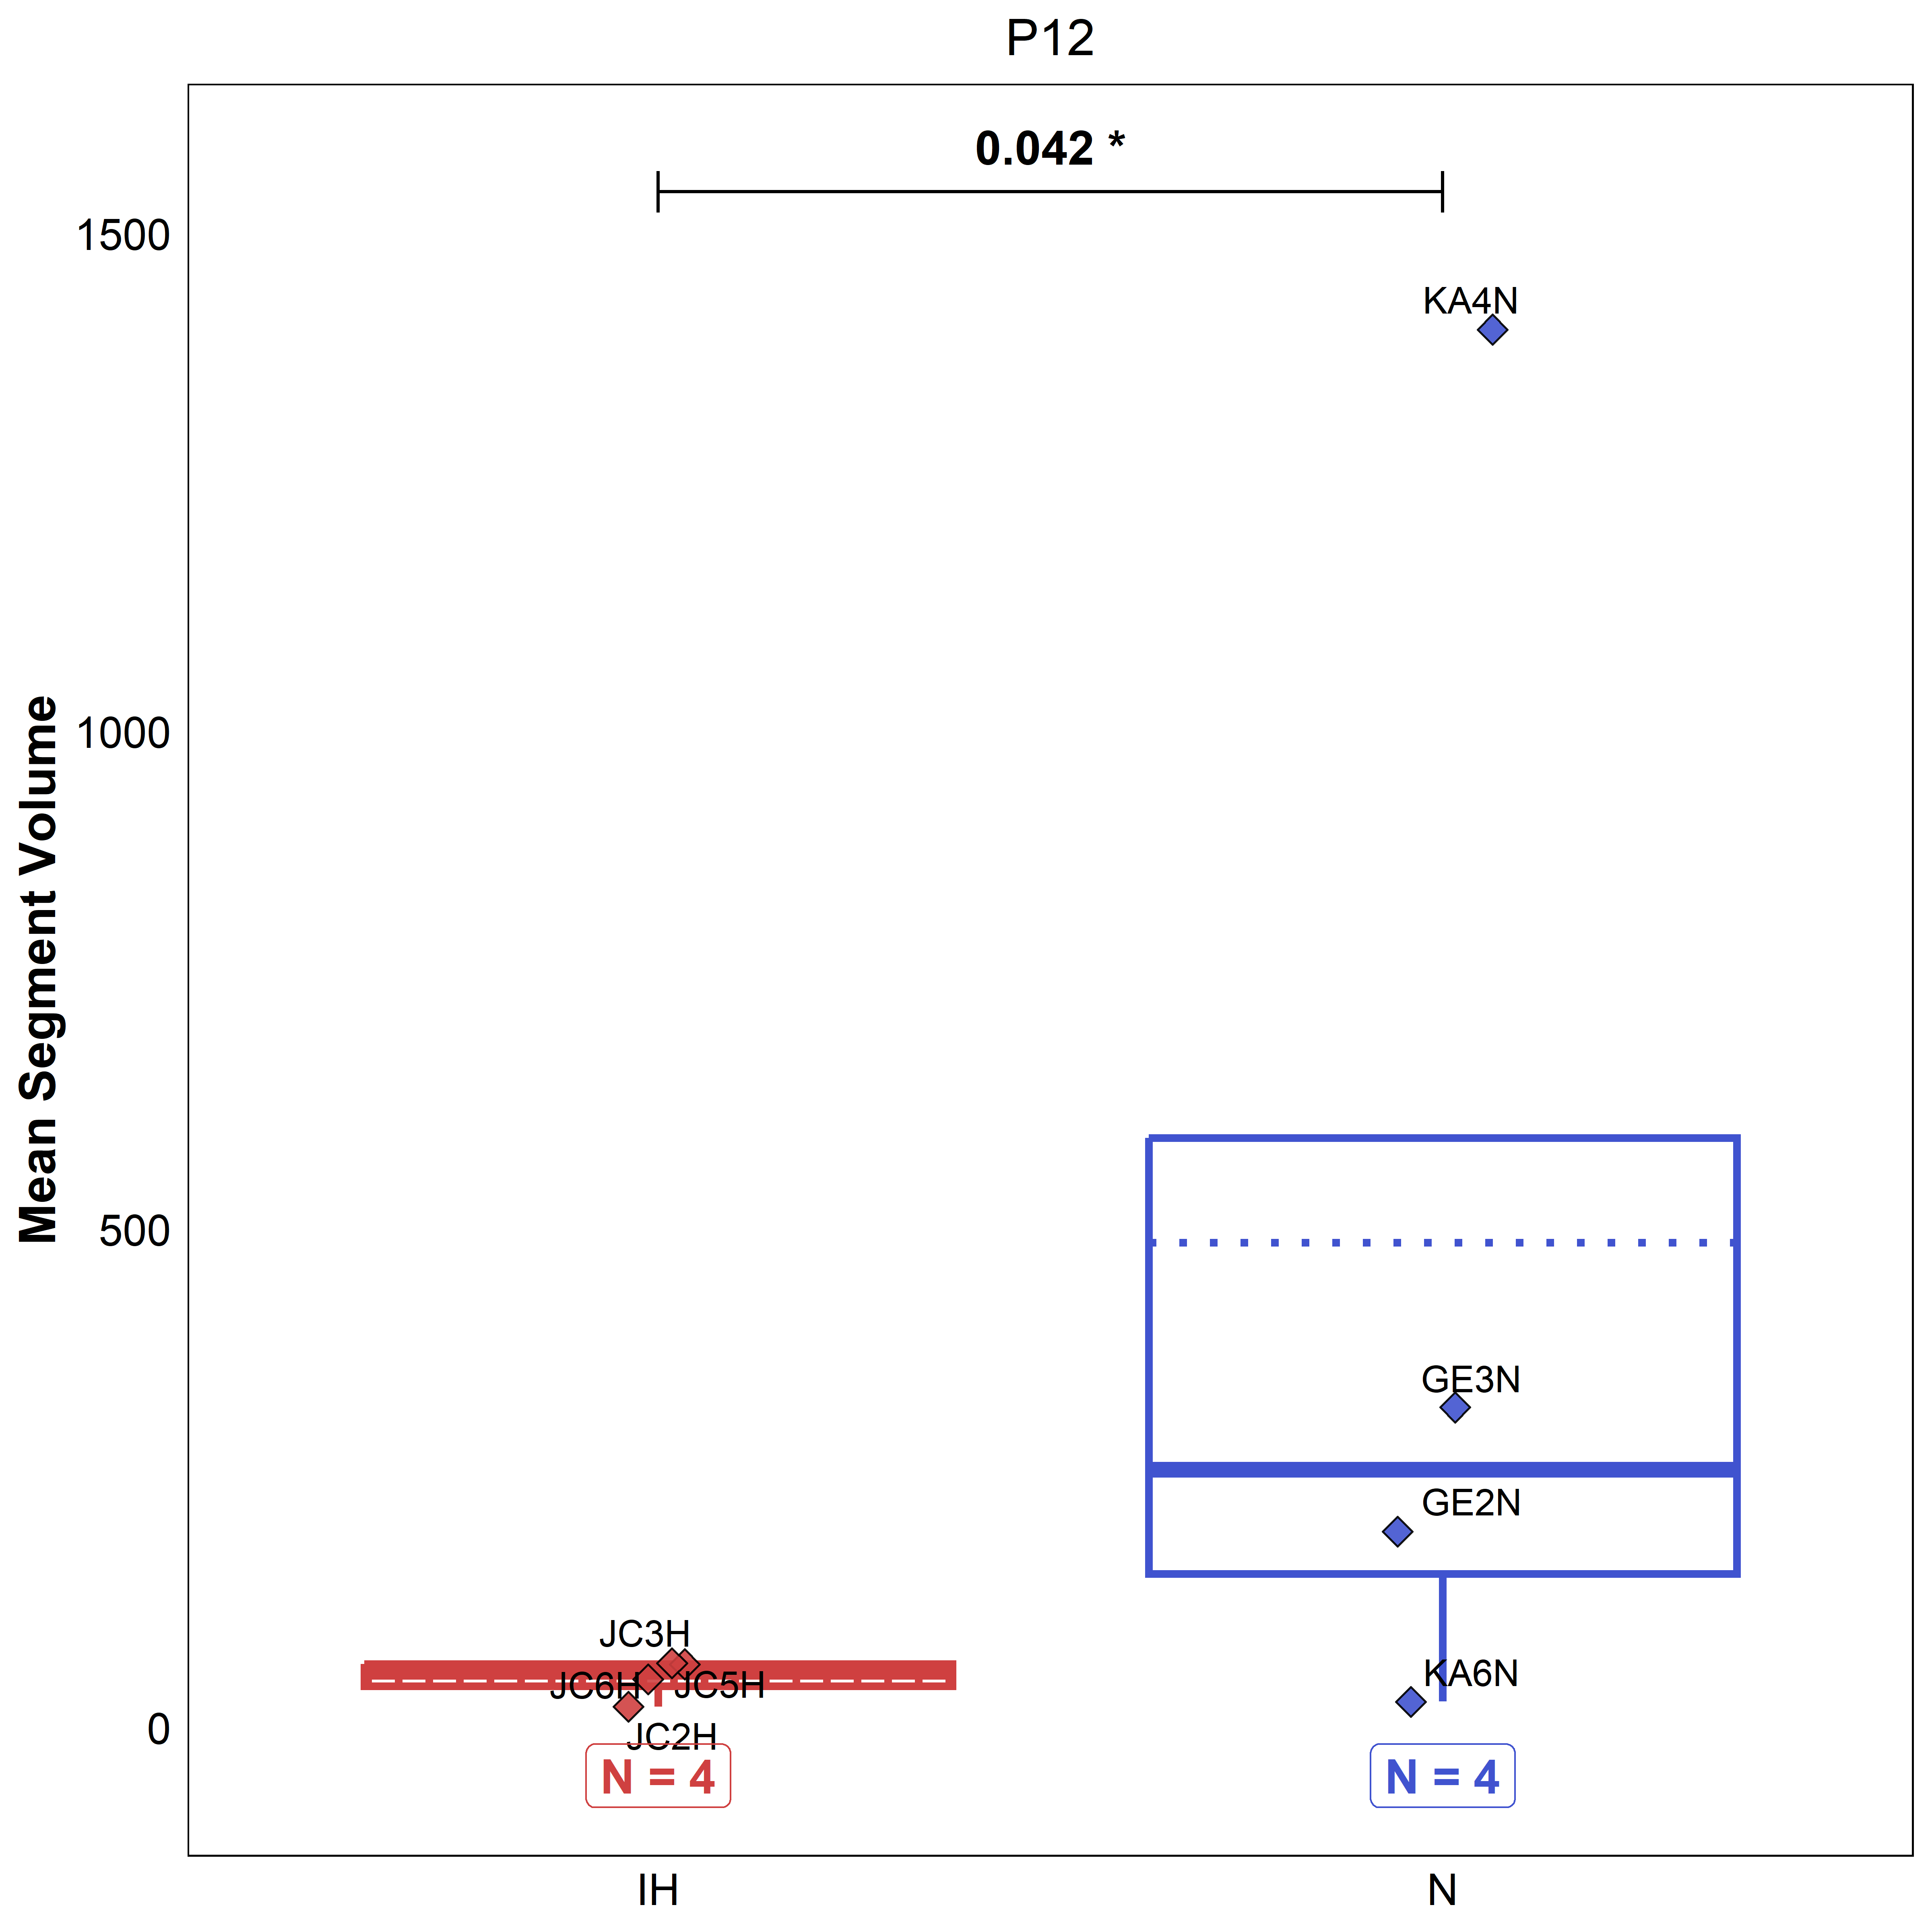 P12
0.042 *
1500
1000
500
0
Mean Segment Volume
KA4N
GE3N
GE2N
KA6N
JC3H
JC6H
JC5H
JC2H
N = 4
N = 4
IH
N